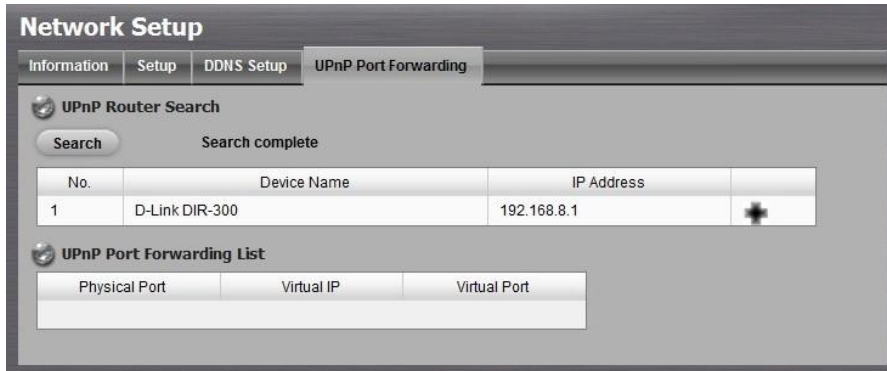 Network Setup
Information Setup DDNS Setup UPnP Port Forwarding
UPnP Router Search
Search Search complete
No. Device Name IP Address
1 D-Link DIR-300 192.168.8.1
UPnP Port Forwarding List
Physical Port Virtual IP Virtual Port